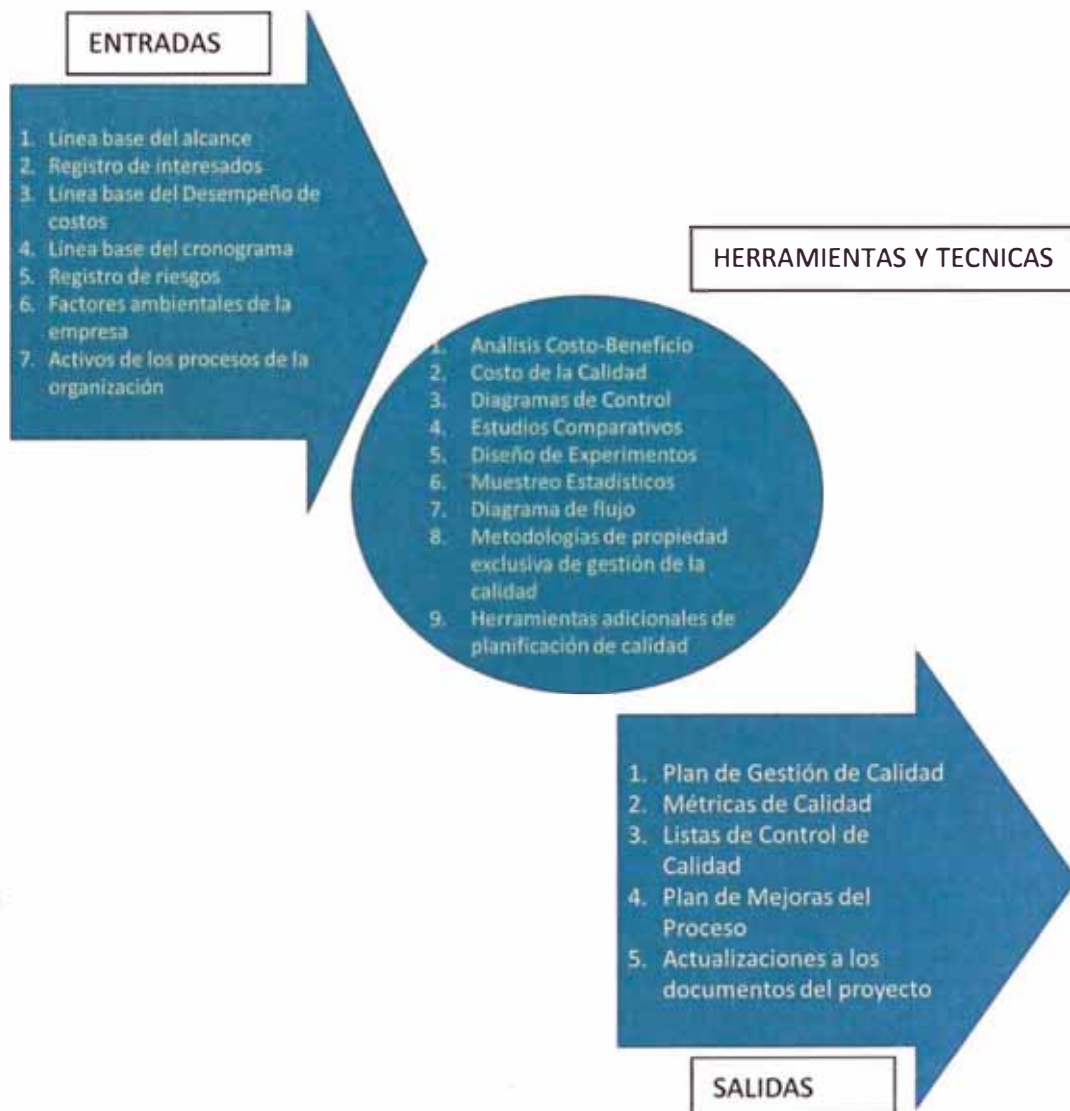 ENTRADAS
1. Línea base del alcance
2. Registro de interesados
3. Línea base del Desempeño de
costos
4. Línea base del cronograma
5. Registro de riesgos
6. Factores ambientales de la
empresa
7. Activos de los procesos de la
organización
HERRAMIENTAS Y TECNICAS
1. Análisis Costo-Beneficio
2. Costo de la Calidad
3. Diagramas de Control
4. Estudios Comparativos
5. Diseño de Experimentos
6. Muestreo Estadísticos
7. Diagrama de flujo
8. Metodologías de propiedad
exclusiva de gestión de la
calidad
9. Herramientas adicionales de
planificación de calidad
1. Plan de Gestión de Calidad
2. Métricas de Calidad
3. Listas de Control de
Calidad
4. Plan de Mejoras del
Proceso
5. Actualizaciones a los
documentos del proyecto
SALIDAS